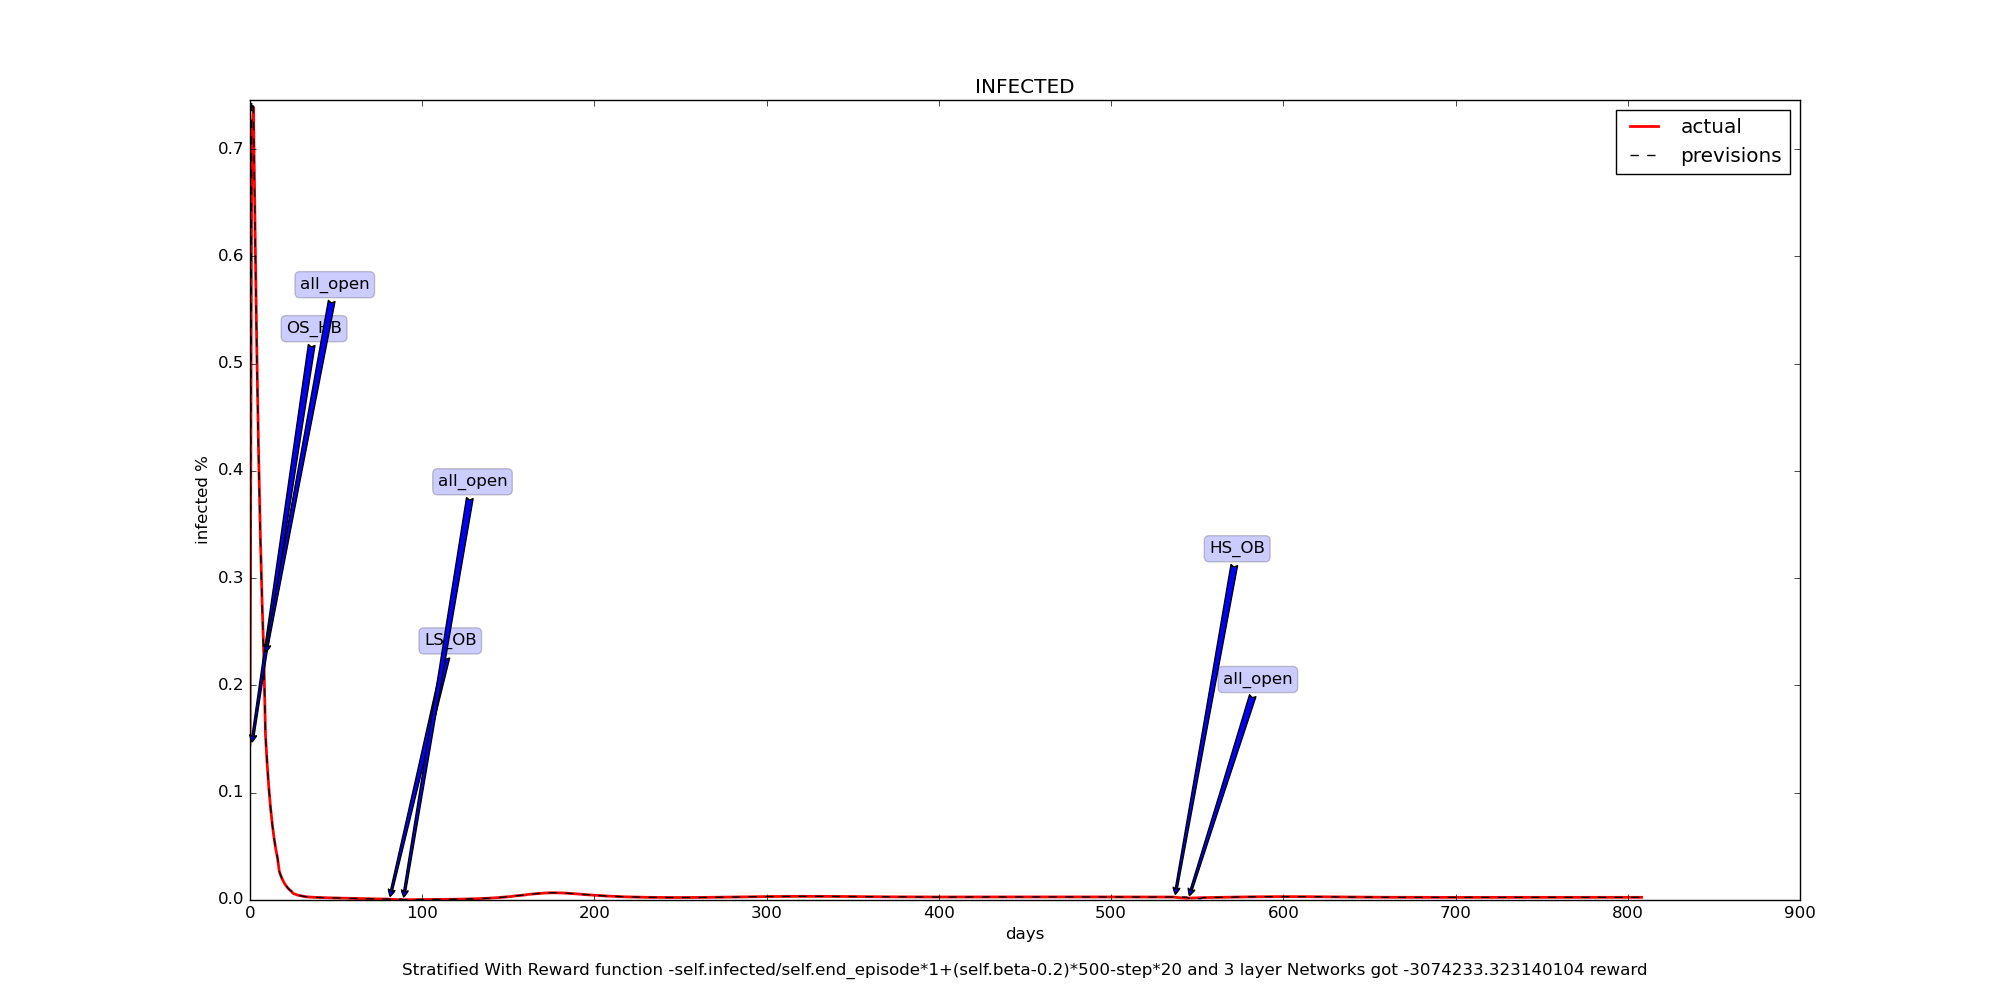 INFECTED
actual
previsions
0.7
0.6
0.5
0.4
0.3
0.2
0.1
0.0
infected %
all_open
OS_HB
all_open
LS_OB
HS_OB
all_open
0 100 200 300 400 500 600 700 800 900
days
Stratified With Reward function -self.infected/self.end_episode*1+(self.beta-0.2)*500-step*20 and 3 layer Networks got -3074233.323140104 reward